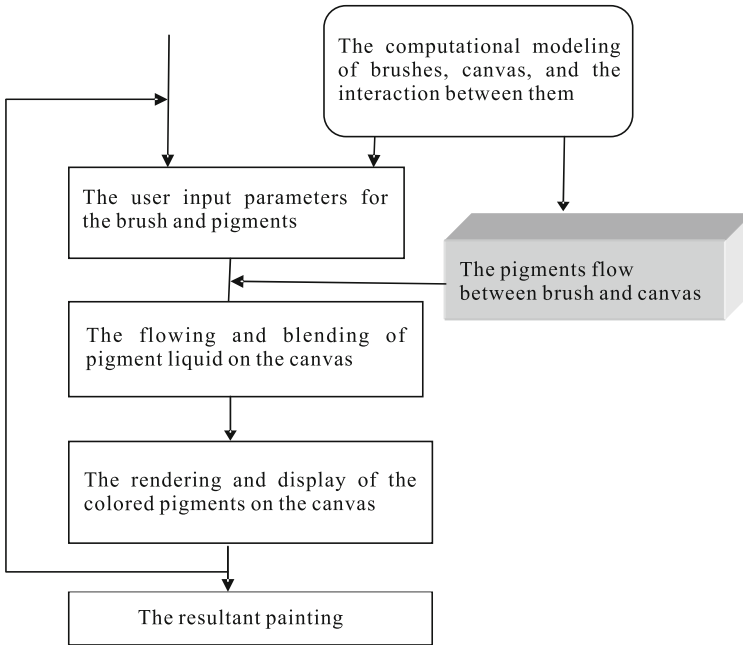 The computational modeling
of brushes, canvas, and the
interaction between them
The user input parameters for
the brush and pigments
The pigments flow
between brush and canvas
The flowing and blending of
pigment liquid on the canvas
The rendering and display of the
colored pigments on the canvas
The resultant painting